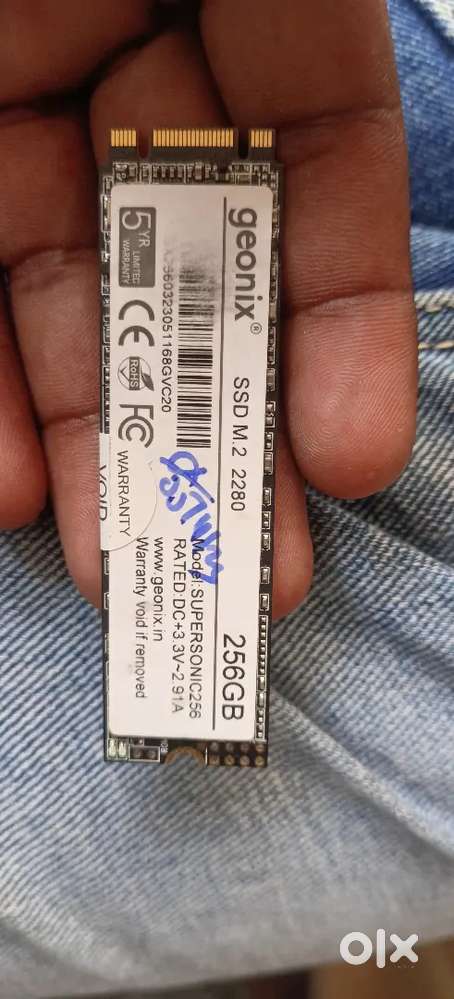 geonix®
SSD M.2 2280
256GB
5 YR
LIMITED
WARRANTY
CE
RoHS
FC
WARRANTY
VOID
Model:SUPERSONIC256
RATED:DC+3.3V~2.91A
www.geonix.in
Warranty void if removed
olx